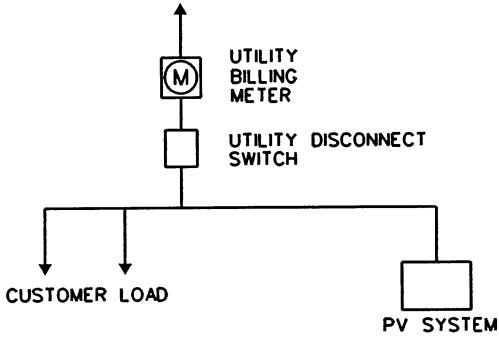 UTILITY
BILLING
METER
M
UTILITY DISCONNECT
SWITCH
CUSTOMER LOAD
PV SYSTEM